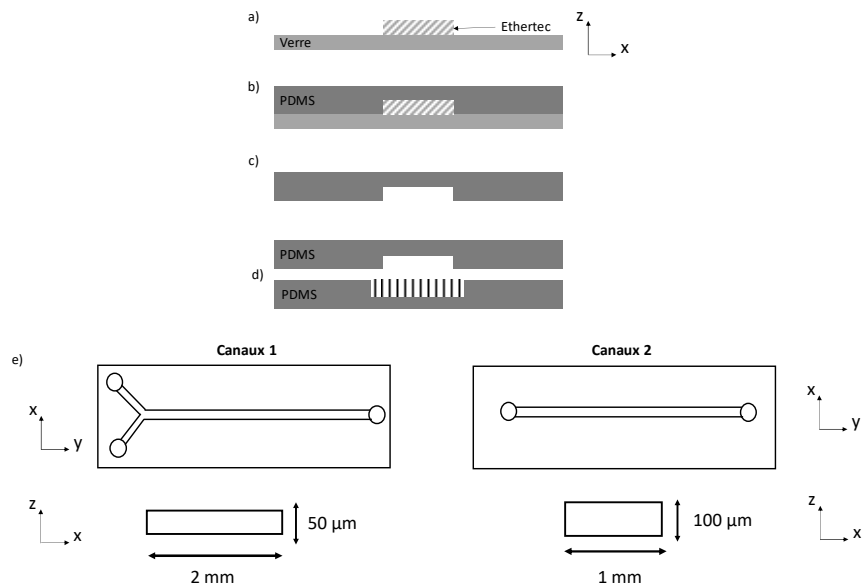 a)
Ethertec
Verre
z
x
b)
PDMS
c)
PDMS
d)
PDMS
e)
Canaux 1
Canaux 2
x
y
x
y
z
x
50 µm
2 mm
100 µm
1 mm
z
x